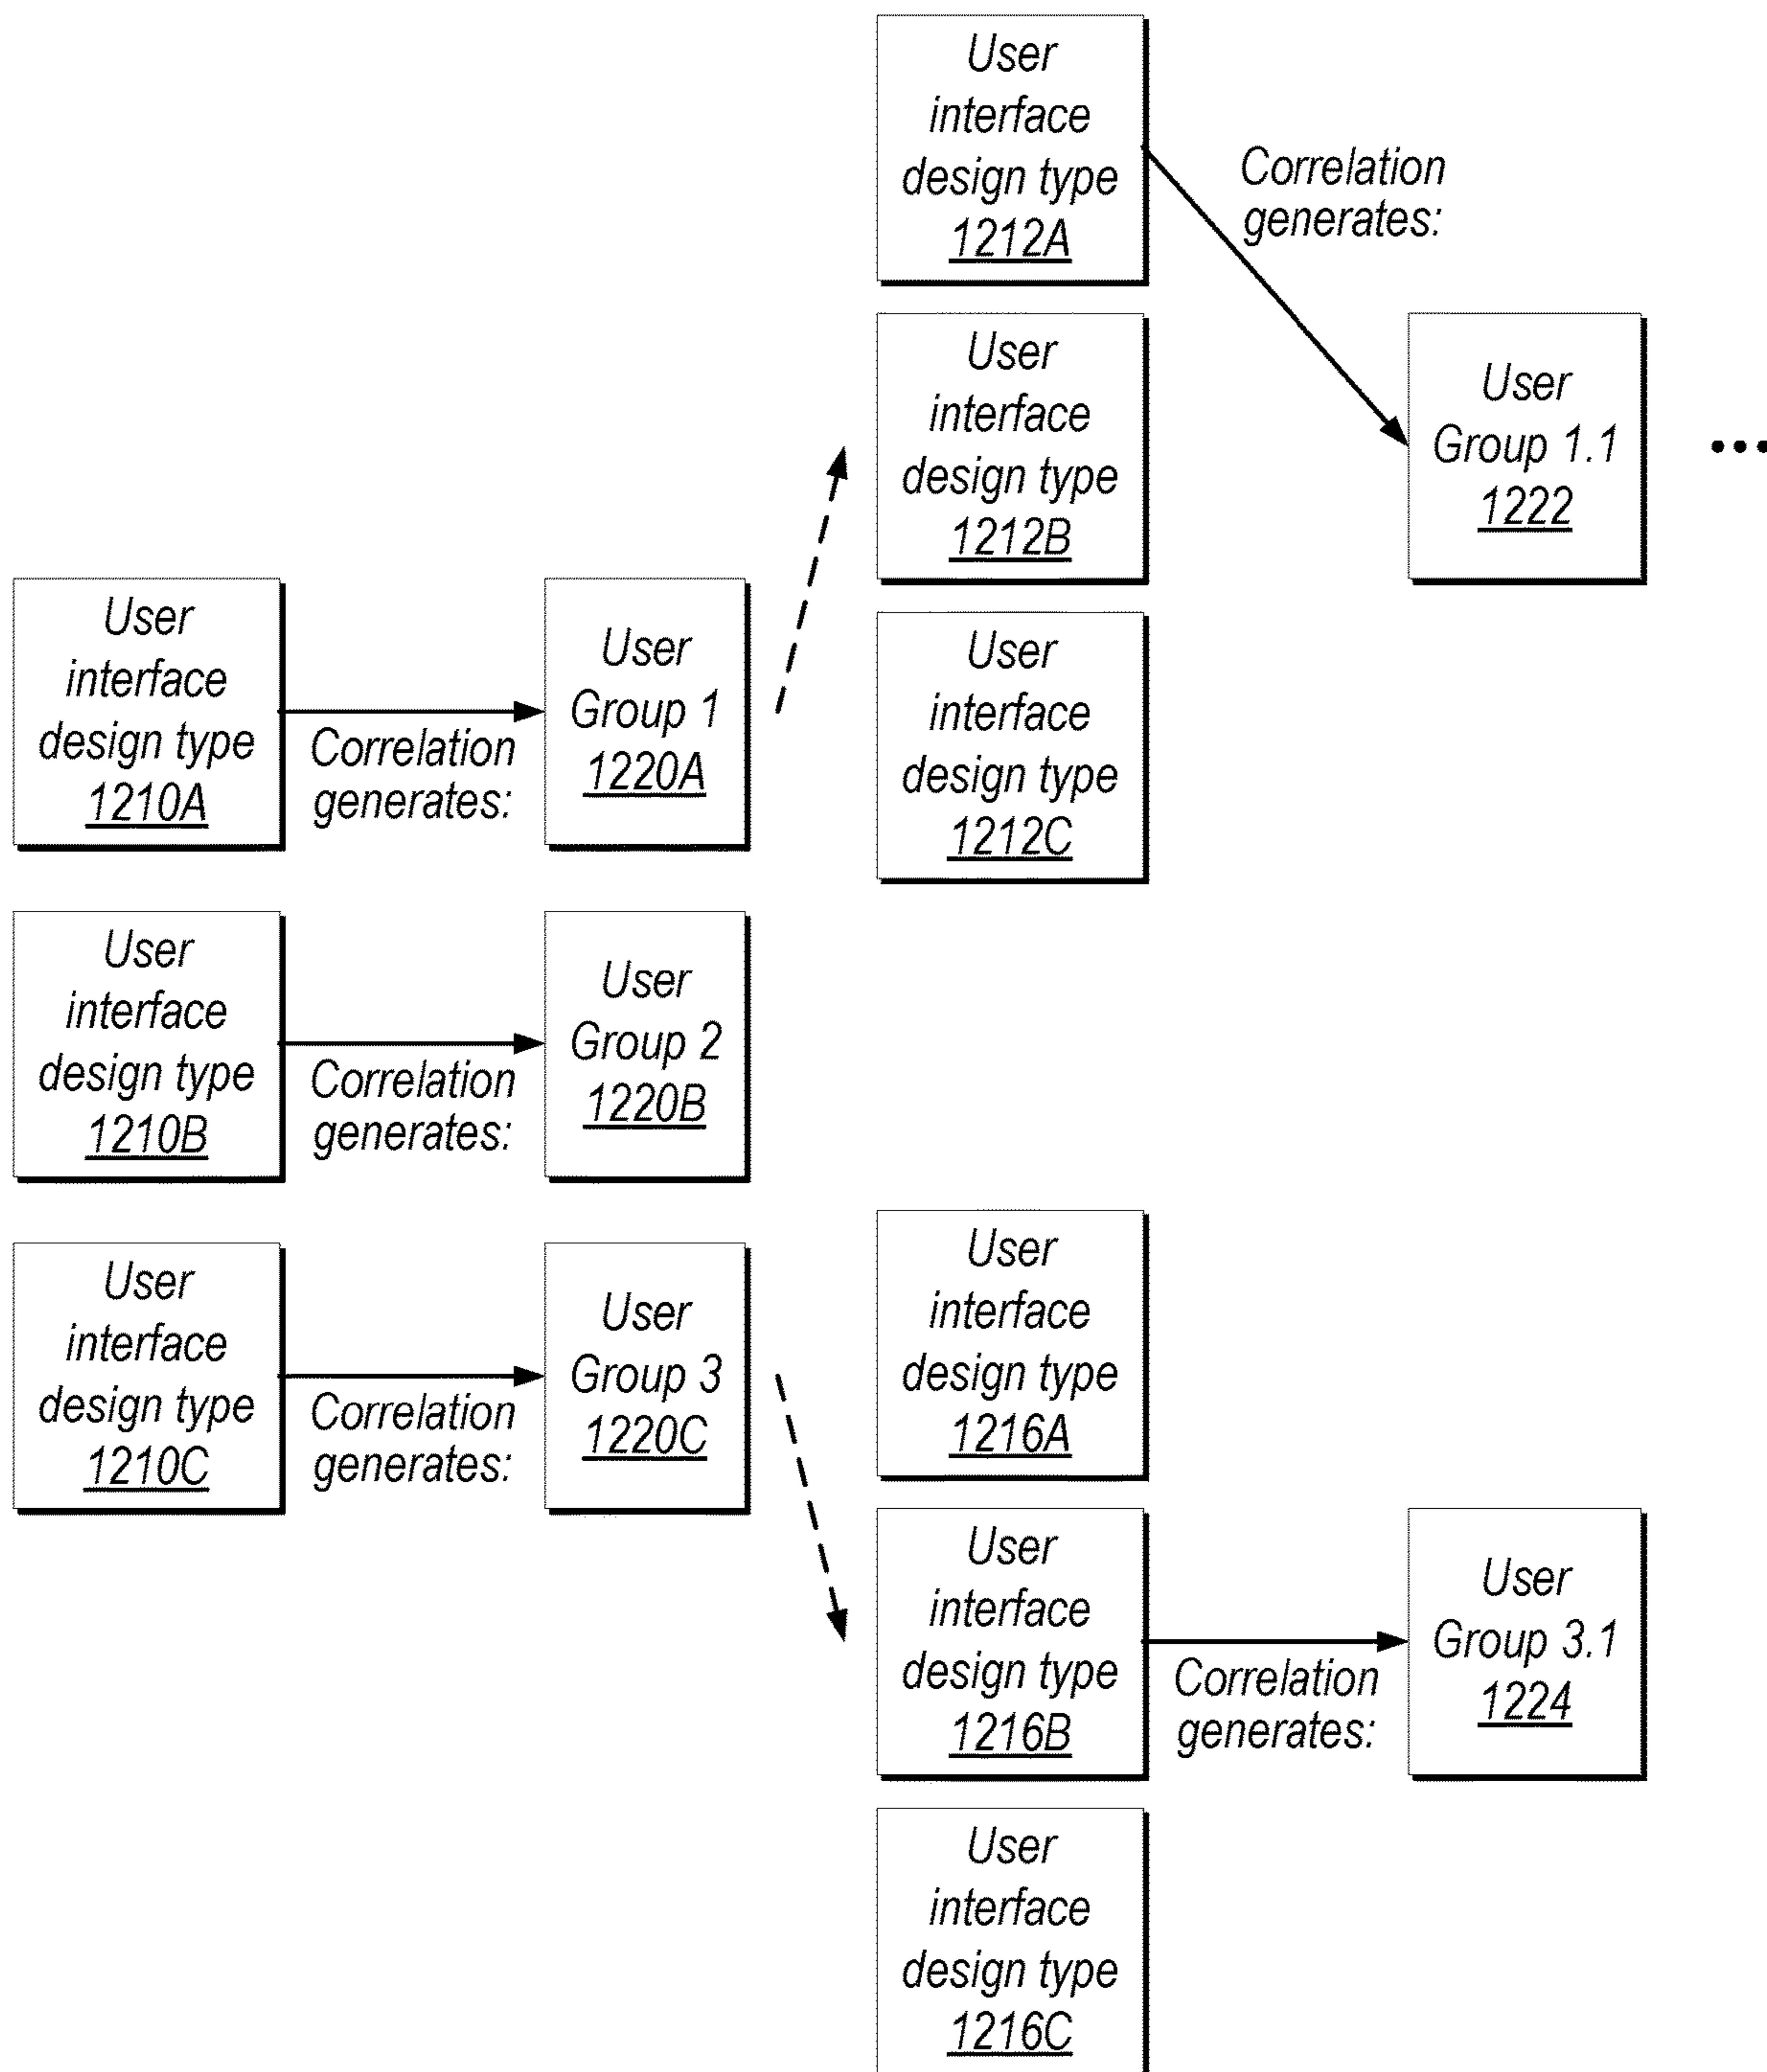 User
interface
design type
1212A
Correlation
generates:
User
interface
design type
1212B
User
Group 1.1
1222
...
User
interface
design type
1210A
Correlation
generates:
User
Group 1
1220A
User
interface
design type
1212C
User
interface
design type
1210B
Correlation
generates:
User
Group 2
1220B
User
interface
design type
1210C
Correlation
generates:
User
Group 3
1220C
User
interface
design type
1216A
User
interface
design type
1216B
Correlation
generates:
User
Group 3.1
1224
User
interface
design type
1216C